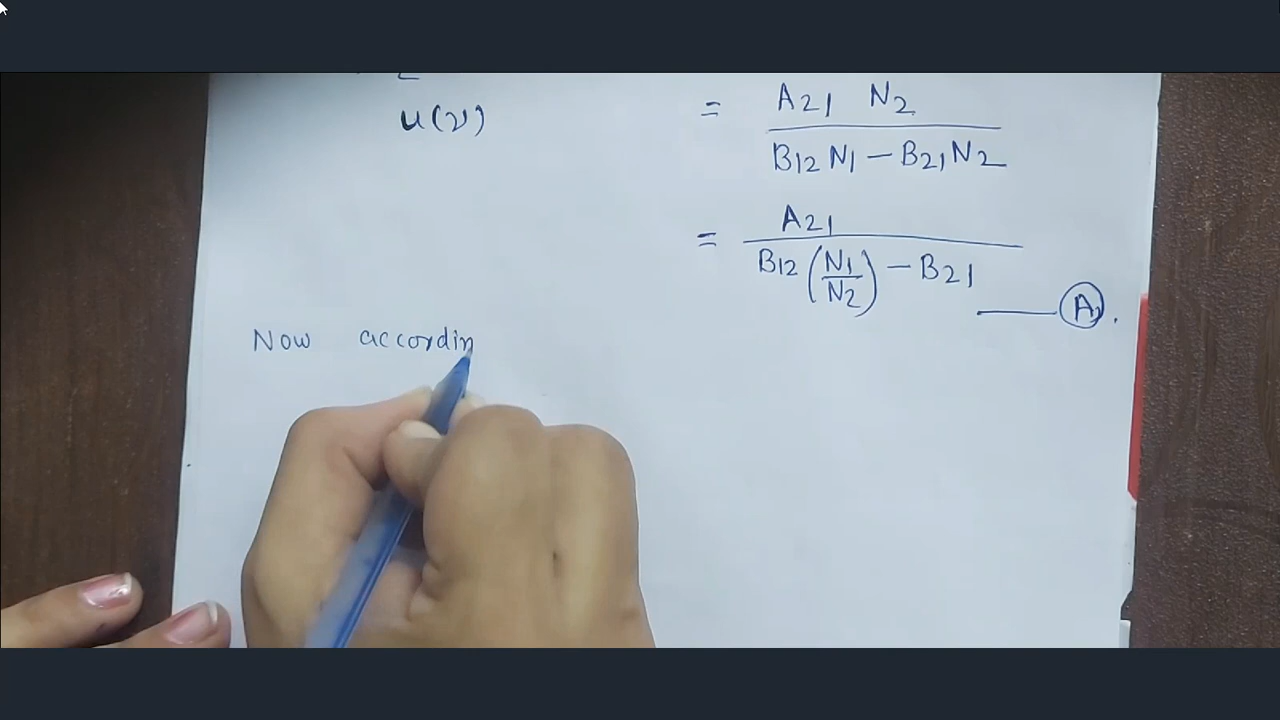 u(ν) = A21 N2 / B12 N1 − B21 N2
= A21 / B12 (N1/N2) − B21
A.
Now accordin